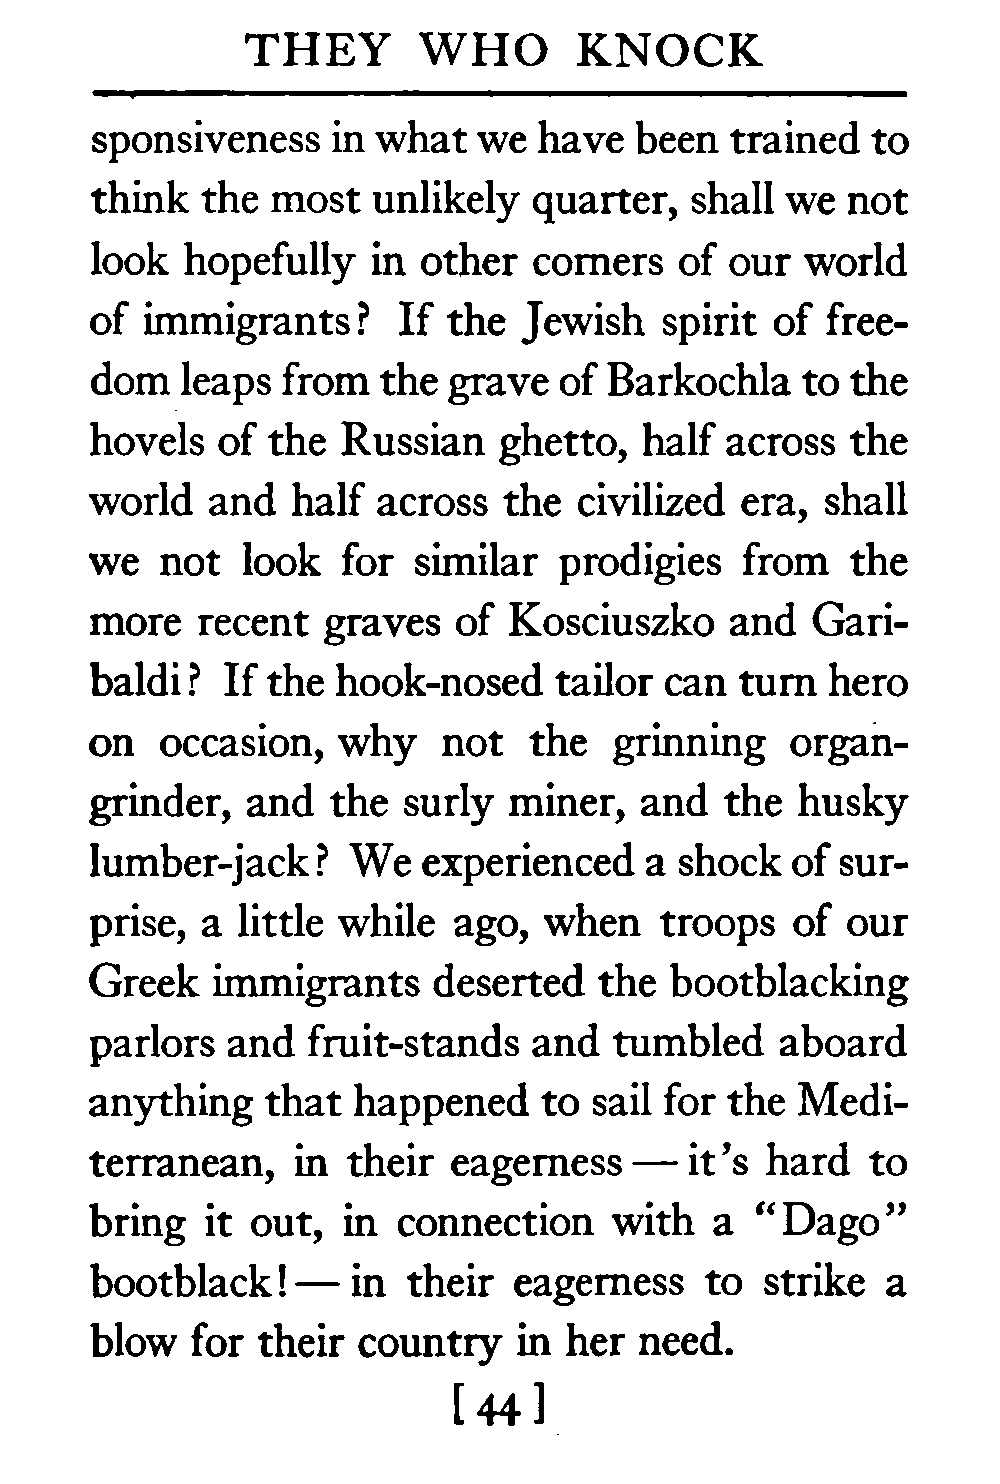 THEY WHO KNOCK
sponsiveness in what we have been trained to
think the most unlikely quarter, shall we not
look hopefully in other corners of our world
of immigrants? If the Jewish spirit of free-
dom leaps from the grave of Barkochla to the
hovels of the Russian ghetto, half across the
world and half across the civilized era, shall
we not look for similar prodigies from the
more recent graves of Kosciuszko and Gari-
baldi? If the hook-nosed tailor can turn hero
on occasion, why not the grinning organ-
grinder, and the surly miner, and the husky
lumber-jack? We experienced a shock of sur-
prise, a little while ago, when troops of our
Greek immigrants deserted the bootblacking
parlors and fruit-stands and tumbled aboard
anything that happened to sail for the Medi-
terranean, in their eagerness — it's hard to
bring it out, in connection with a "Dago"
bootblack! — in their eagerness to strike a
blow for their country in her need.
[44]